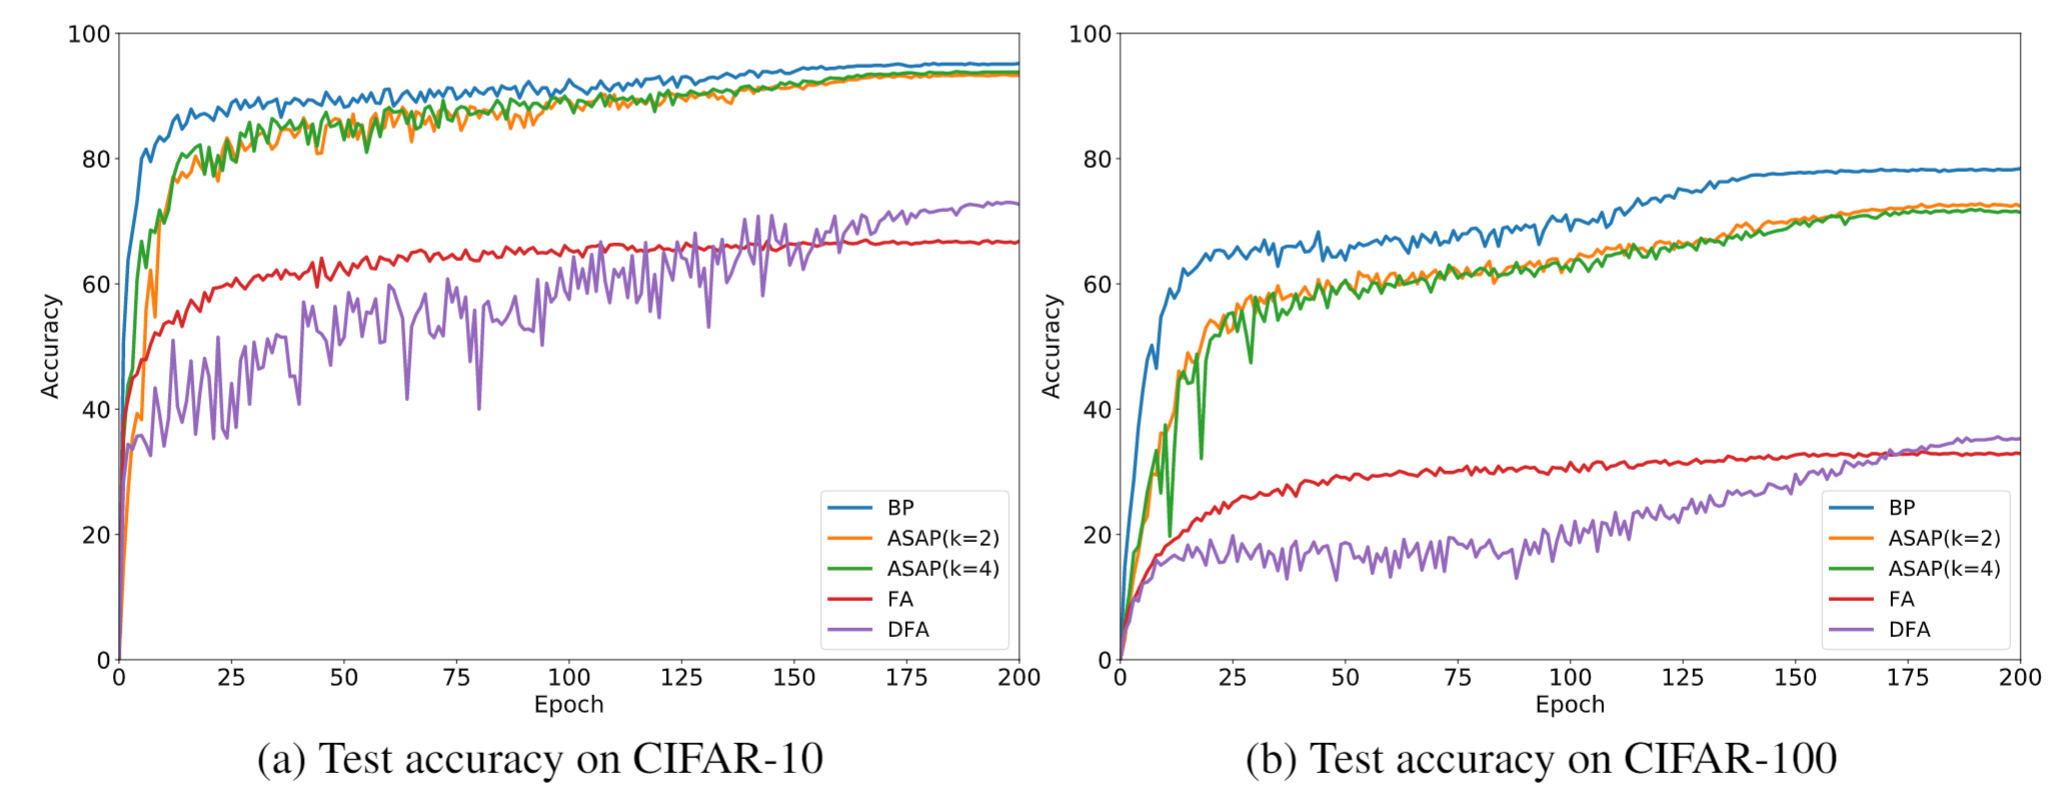 100
80
60
40
20
0
Accuracy
0 25 50 75 100 125 150 175 200
Epoch
BP
ASAP(k=2)
ASAP(k=4)
FA
DFA
(a) Test accuracy on CIFAR-10
100
80
60
40
20
0
Accuracy
0 25 50 75 100 125 150 175 200
Epoch
BP
ASAP(k=2)
ASAP(k=4)
FA
DFA
(b) Test accuracy on CIFAR-100